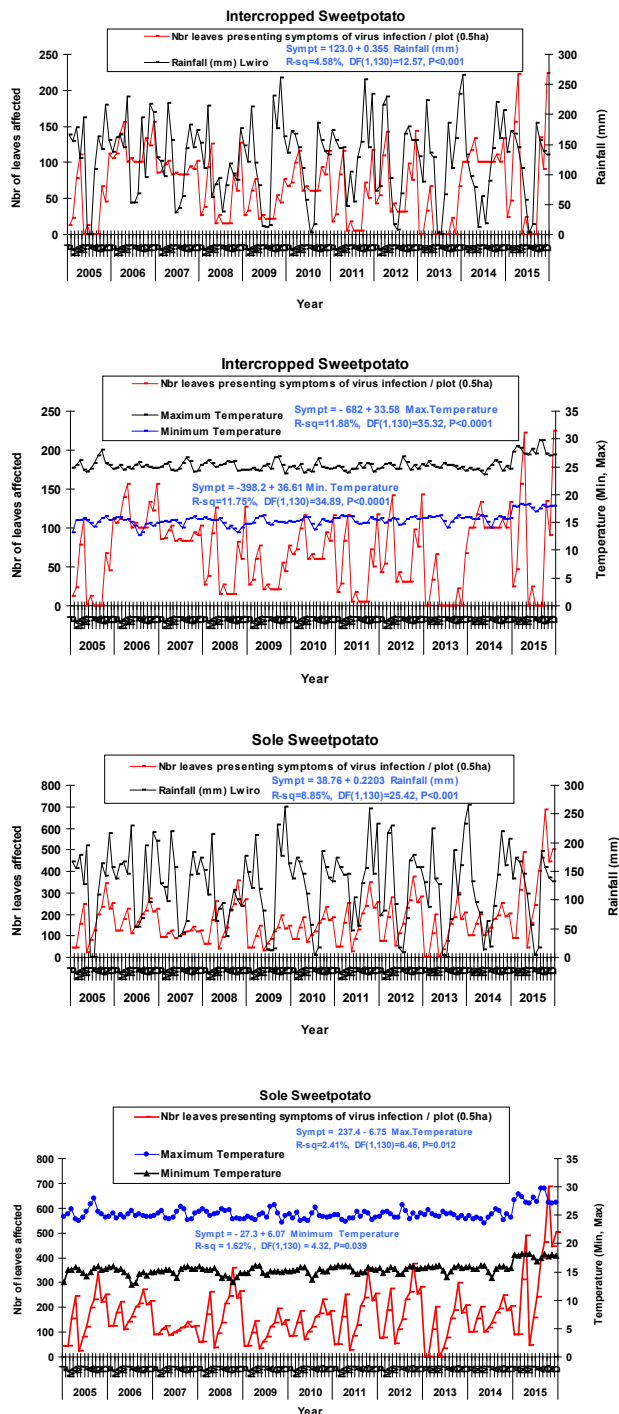 Intercropped Sweetpotato
Nbr leaves presenting symptoms of virus infection / plot (0.5ha)
Sympt = 123.0 + 0.355 Rainfall (mm)
Rainfall (mm) Lwiro
R-sq=4.58%, DF(1,130)=12.57, P<0.001
Nbr of leaves affected
250
200
150
100
50
0
300
250
200
150
100
50
0
Rainfall (mm)
2005 2006 2007 2008 2009 2010 2011 2012 2013 2014 2015
Year
Intercropped Sweetpotato
Nbr leaves presenting symptoms of virus infection / plot (0.5ha)
Maximum Temperature
Sympt = - 682 + 33.58 Max.Temperature
Minimum Temperature
R-sq=11.88%, DF(1,130)=35.32, P<0.0001
Sympt = -398.2 + 36.61 Min. Temperature
R-sq=11.75%, DF(1,130)=34.89, P<0.0001
Nbr of leaves affected
250
200
150
100
50
0
35
30
25
20
15
10
5
0
Temperature (Min, Max)
2005 2006 2007 2008 2009 2010 2011 2012 2013 2014 2015
Year
Sole Sweetpotato
Nbr leaves presenting symptoms of virus infection / plot (0.5ha)
Sympt = 38.76 + 0.2203 Rainfall (mm)
Rainfall (mm) Lwiro
R-sq=8.85%, DF(1,130)=25.42, P<0.001
Nbr of leaves affected
800
700
600
500
400
300
200
100
0
300
250
200
150
100
50
0
Rainfall (mm)
2005 2006 2007 2008 2009 2010 2011 2012 2013 2014 2015
Year
Sole Sweetpotato
Nbr leaves presenting symptoms of virus infection / plot (0.5ha)
Sympt = 237.4 - 6.75 Max.Temperature
R-sq=2.41%, DF(1,130)=6.46, P=0.012
Maximum Temperature
Minimum Temperature
Sympt = - 27.3 + 6.07 Minimum Temperature
R-sq = 1.62% , DF(1,130) = 4.32, P=0.039
Nbr of leaves affected
800
700
600
500
400
300
200
100
0
35
30
25
20
15
10
5
0
Temperature (Min, Max)
2005 2006 2007 2008 2009 2010 2011 2012 2013 2014 2015
Year